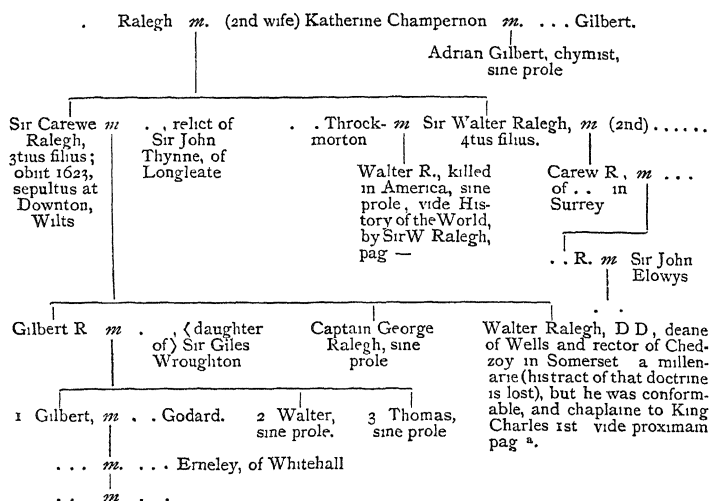 . Ralegh m. (2nd wife) Katherine Champernon m. . . . Gilbert.
Adrian Gilbert, chymist,
sine prole
Sir Carewe m . . , relict of
Ralegh, Sir John
3tius filius; Thynne, of
obiit 1623, Longleate
sepultus at
Downton,
Wilts
. . Throck- m Sir Walter Ralegh, m (2nd) . . . . . .
morton 4tus filius.
Walter R., killed
in America, sine
prole, vide His-
tory of the World,
by Sir W Ralegh,
pag —
Carew R , m . . .
of . . in
Surrey
. . R. m Sir John
Elowys
. .
Gilbert R m . , ⟨daughter
of⟩ Sir Giles
Wroughton
Captain George
Ralegh, sine
prole
Walter Ralegh, D D , deane
of Wells and rector of Ched-
zoy in Somerset a millen-
arie (his tract of that doctrine
is lost), but he was conform-
able, and chaplaine to King
Charles 1st vide proximam
pag a.
1 Gilbert, m . . Godard.
2 Walter,
sine prole.
3 Thomas,
sine prole
. . . m. . . . Erneley, of Whitehall
. . m . .